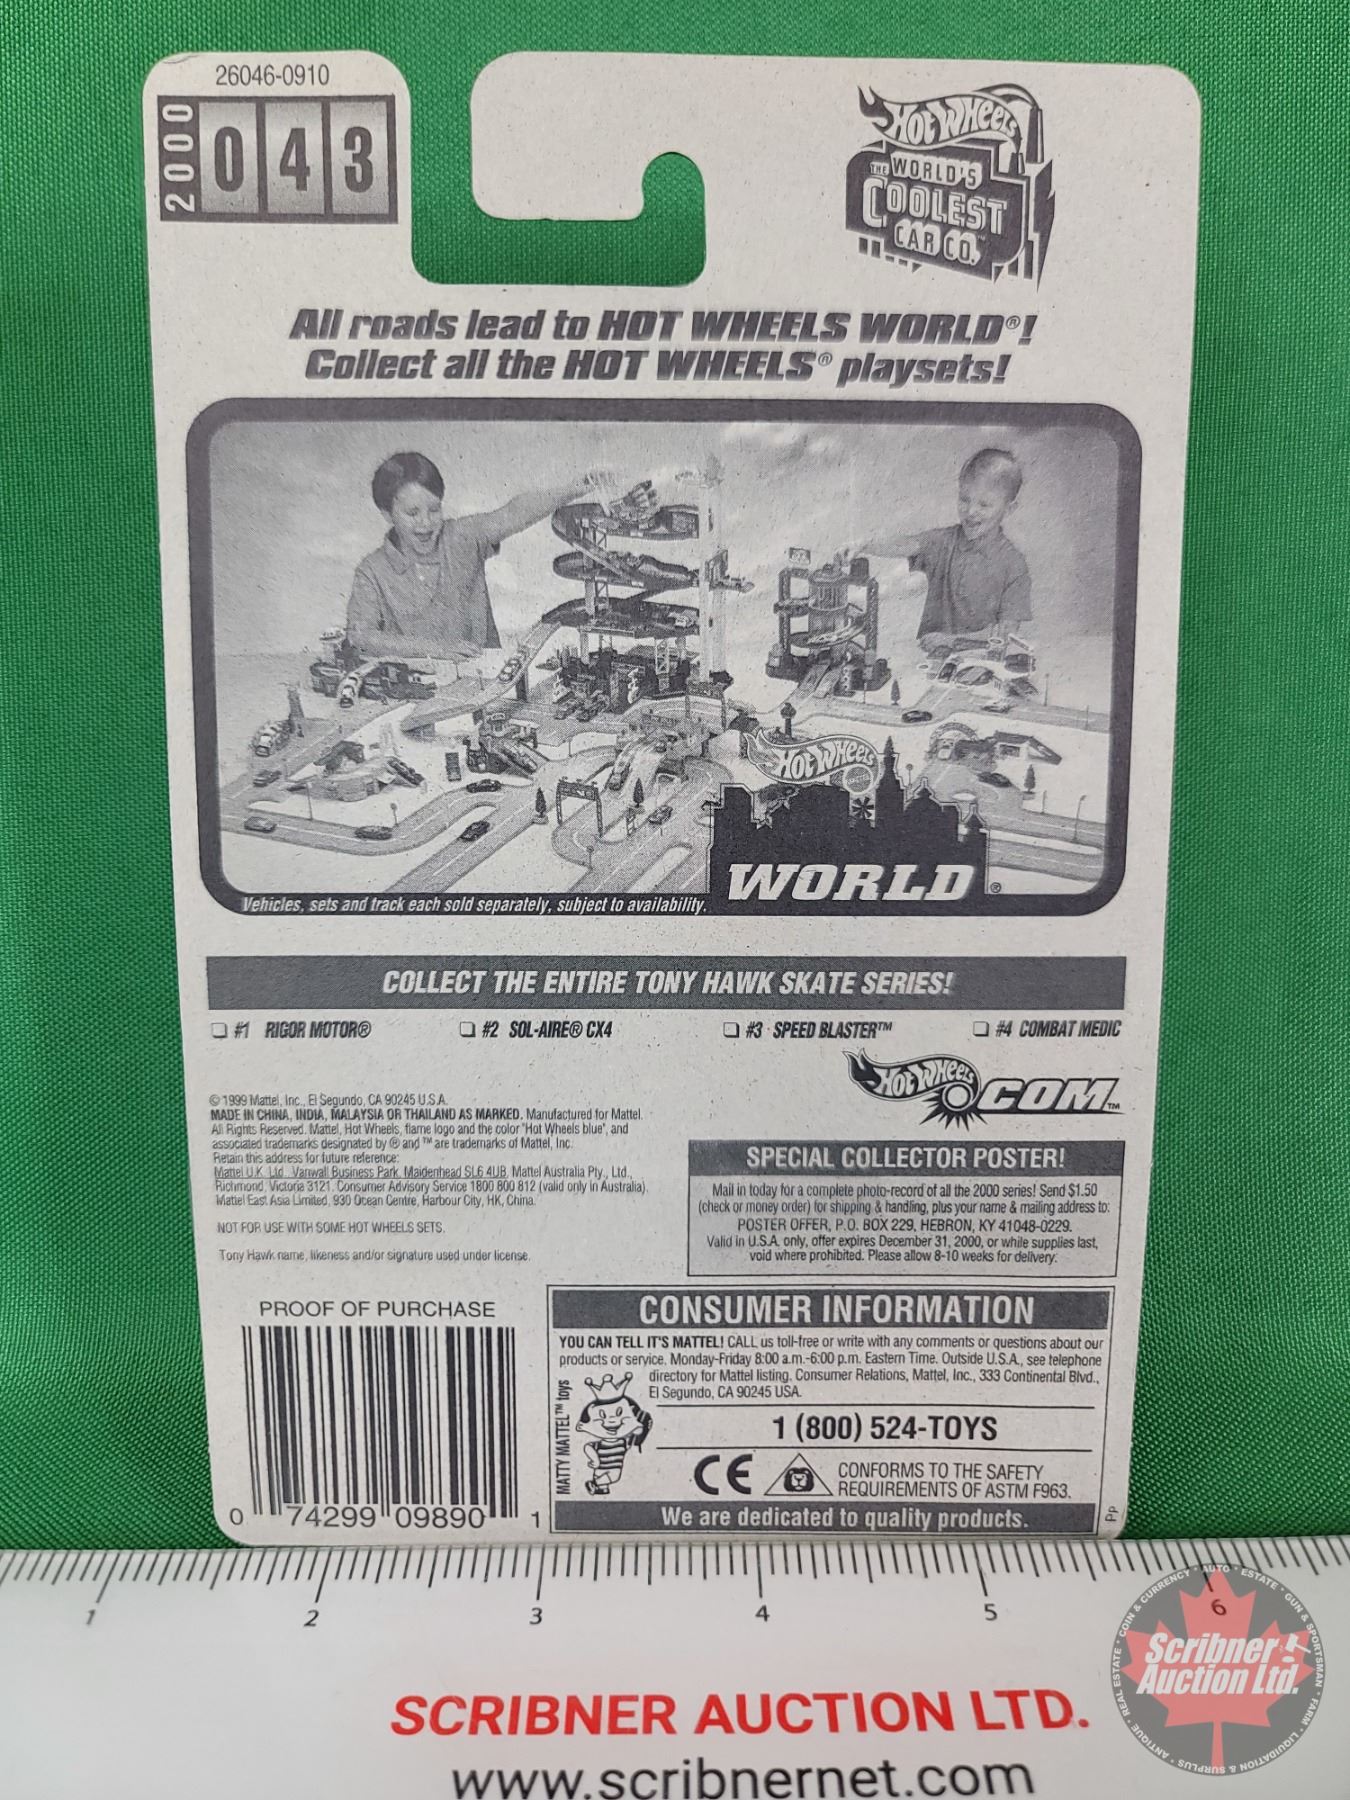 26046-0910
2000
043
HOT WHEELS
THE WORLD'S
COOLEST
CAR CO.™
All roads lead to HOT WHEELS WORLD®!
Collect all the HOT WHEELS® playsets!
HOT WHEELS
WORLD®
Vehicles, sets and track each sold separately, subject to availability.
COLLECT THE ENTIRE TONY HAWK SKATE SERIES!
#1 RIGOR MOTOR® #2 SOL-AIRE® CX4 #3 SPEED BLASTER™ #4 COMBAT MEDIC
HOT WHEELS .COM™
© 1999 Mattel, Inc., El Segundo, CA 90245 U.S.A.
MADE IN CHINA, INDIA, MALAYSIA OR THAILAND AS MARKED. Manufactured for Mattel.
All Rights Reserved. Mattel, Hot Wheels, flame logo and the color "Hot Wheels blue", and
associated trademarks designated by ® and ™ are trademarks of Mattel, Inc.
Retain this address for future reference:
Mattel U.K. Ltd., Vanwall Business Park, Maidenhead SL6 4UB. Mattel Australia Pty., Ltd.,
Richmond, Victoria 3121. Consumer Advisory Service 1800 800 812 (valid only in Australia).
Mattel East Asia Limited, 930 Ocean Centre, Harbour City, HK, China.
NOT FOR USE WITH SOME HOT WHEELS SETS.
Tony Hawk name, likeness and/or signature used under license.
SPECIAL COLLECTOR POSTER!
Mail in today for a complete photo-record of all the 2000 series! Send $1.50
(check or money order) for shipping & handling, plus your name & mailing address to:
POSTER OFFER, P.O. BOX 229, HEBRON, KY 41048-0229.
Valid in U.S.A. only, offer expires December 31, 2000, or while supplies last,
void where prohibited. Please allow 8-10 weeks for delivery.
PROOF OF PURCHASE
0 74299 09890 1
CONSUMER INFORMATION
YOU CAN TELL IT'S MATTEL! CALL us toll-free or write with any comments or questions about our
products or service. Monday-Friday 8:00 a.m.-6:00 p.m. Eastern Time. Outside U.S.A., see telephone
directory for Mattel listing. Consumer Relations, Mattel, Inc., 333 Continental Blvd.,
El Segundo, CA 90245 USA.
MATTY MATTEL™ toys
1 (800) 524-TOYS
CE
CONFORMS TO THE SAFETY
REQUIREMENTS OF ASTM F963.
We are dedicated to quality products.
Pp
1 2 3 4 5 6
SCRIBNER AUCTION LTD.
www.scribnernet.com
Scribner
Auction Ltd.
COIN & CURRENCY · AUTO · ESTATE · GUN & SPORTSMAN · FARM · LIQUIDATION & SURPLUS · ANTIQUE · REAL ESTATE